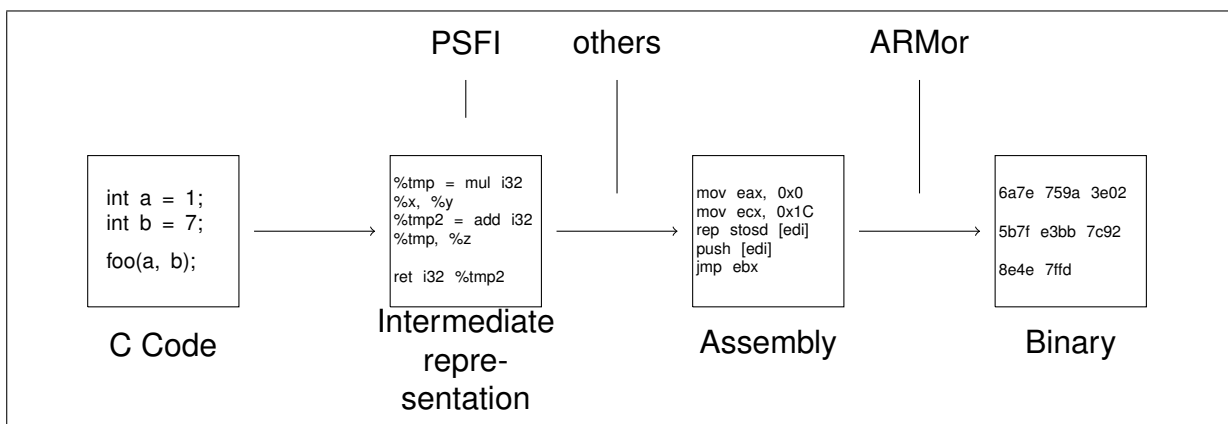 PSFI others ARMor
int a = 1;
int b = 7;
foo(a, b);
%tmp = mul i32
%x, %y
%tmp2 = add i32
%tmp, %z
ret i32 %tmp2
mov eax, 0x0
mov ecx, 0x1C
rep stosd [edi]
push [edi]
jmp ebx
6a7e 759a 3e02
5b7f e3bb 7c92
8e4e 7ffd
C Code
Intermediate
repre-
sentation
Assembly
Binary